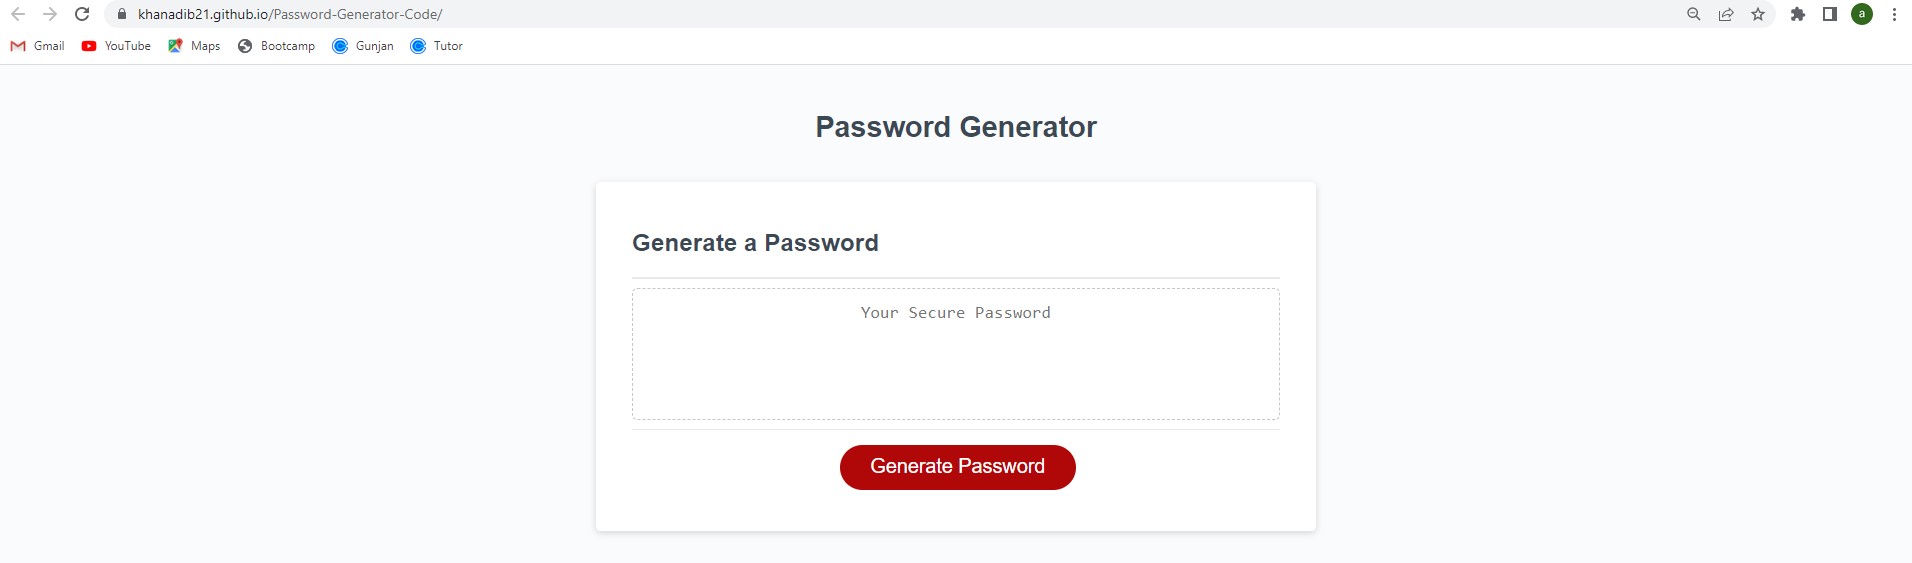 khanadib21.github.io/Password-Generator-Code/
a
Gmail YouTube Maps Bootcamp Gunjan Tutor
Password Generator
Generate a Password
Your Secure Password
Generate Password